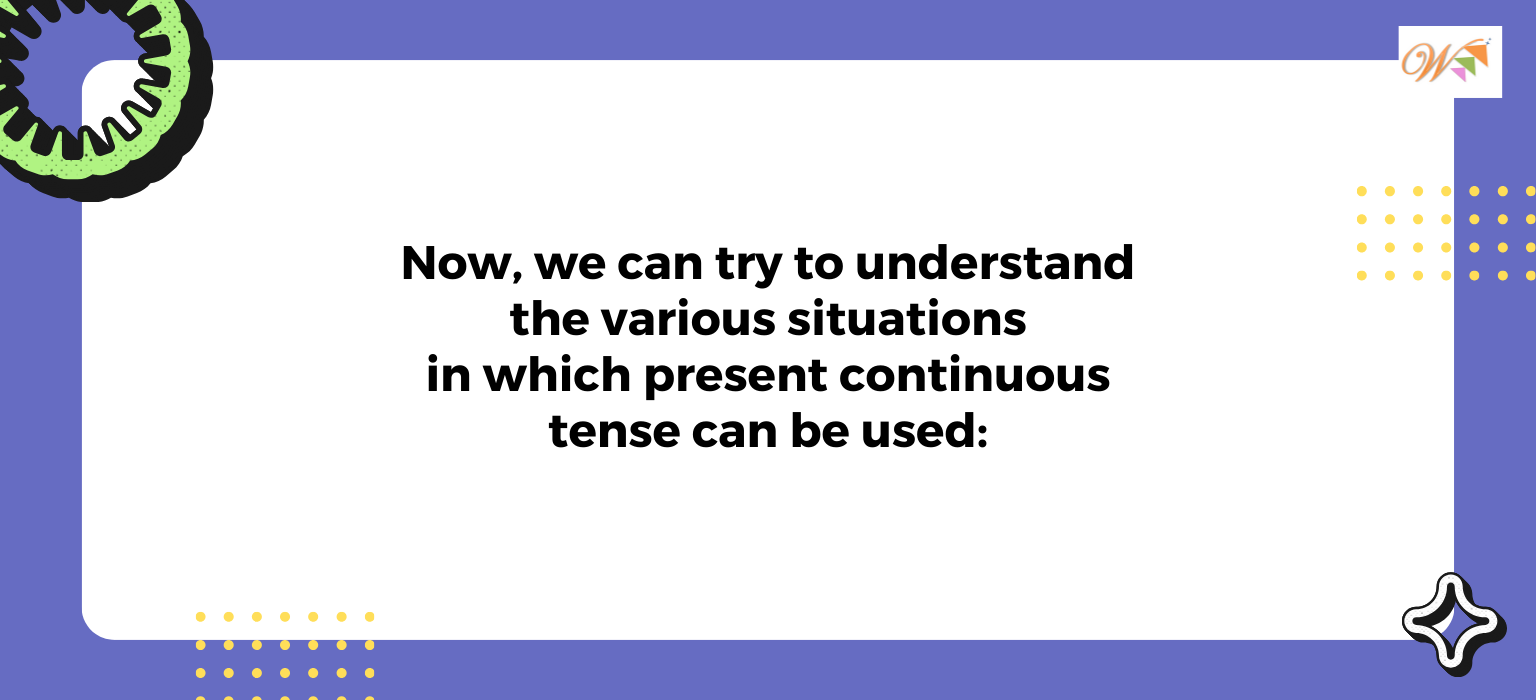 W
Now, we can try to understand
the various situations
in which present continuous
tense can be used: